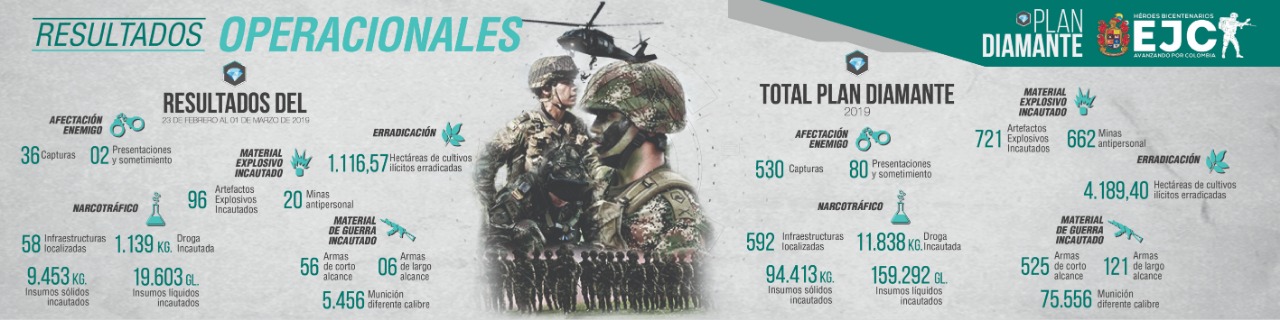 RESULTADOS OPERACIONALES
RESULTADOS DEL
23 DE FEBRERO AL 01 DE MARZO DE 2019
AFECTACIÓN
ENEMIGO
36 Capturas
02 Presentaciones
y sometimiento
MATERIAL
EXPLOSIVO
INCAUTADO
96 Artefactos
Explosivos
Incautados
20 Minas
antipersonal
ERRADICACIÓN
1.116,57 Hectáreas de cultivos
ilícitos erradicadas
NARCOTRÁFICO
58 Infraestructuras
localizadas
1.139 KG. Droga
Incautada
9.453 KG.
Insumos sólidos
incautados
19.603 GL.
Insumos líquidos
incautados
MATERIAL
DE GUERRA
INCAUTADO
56 Armas
de corto
alcance
06 Armas
de largo
alcance
5.456 Munición
diferente calibre
PLAN
DIAMANTE
HÉROES BICENTENARIOS
EJC
AVANZANDO POR COLOMBIA
TOTAL PLAN DIAMANTE
2019
AFECTACIÓN
ENEMIGO
530 Capturas
80 Presentaciones
y sometimiento
MATERIAL
EXPLOSIVO
INCAUTADO
721 Artefactos
Explosivos
Incautados
662 Minas
antipersonal
ERRADICACIÓN
4.189,40 Hectáreas de cultivos
ilícitos erradicadas
NARCOTRÁFICO
592 Infraestructuras
localizadas
11.838 KG. Droga
Incautada
94.413 KG.
Insumos sólidos
incautados
159.292 GL.
Insumos líquidos
incautados
MATERIAL
DE GUERRA
INCAUTADO
525 Armas
de corto
alcance
121 Armas
de largo
alcance
75.556 Munición
diferente calibre